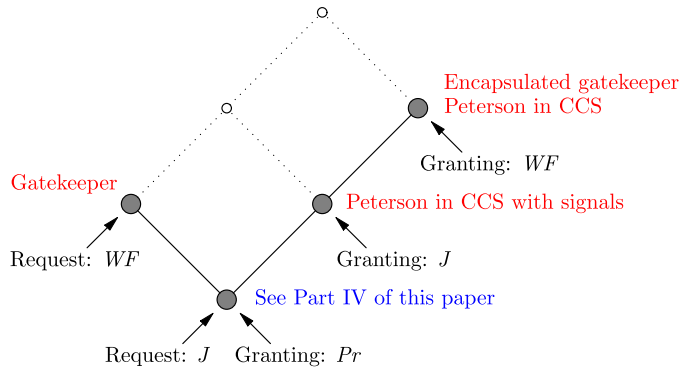 Encapsulated gatekeeper
Peterson in CCS
Granting: WF
Gatekeeper
Peterson in CCS with signals
Request: WF
Granting: J
See Part IV of this paper
Request: J
Granting: Pr